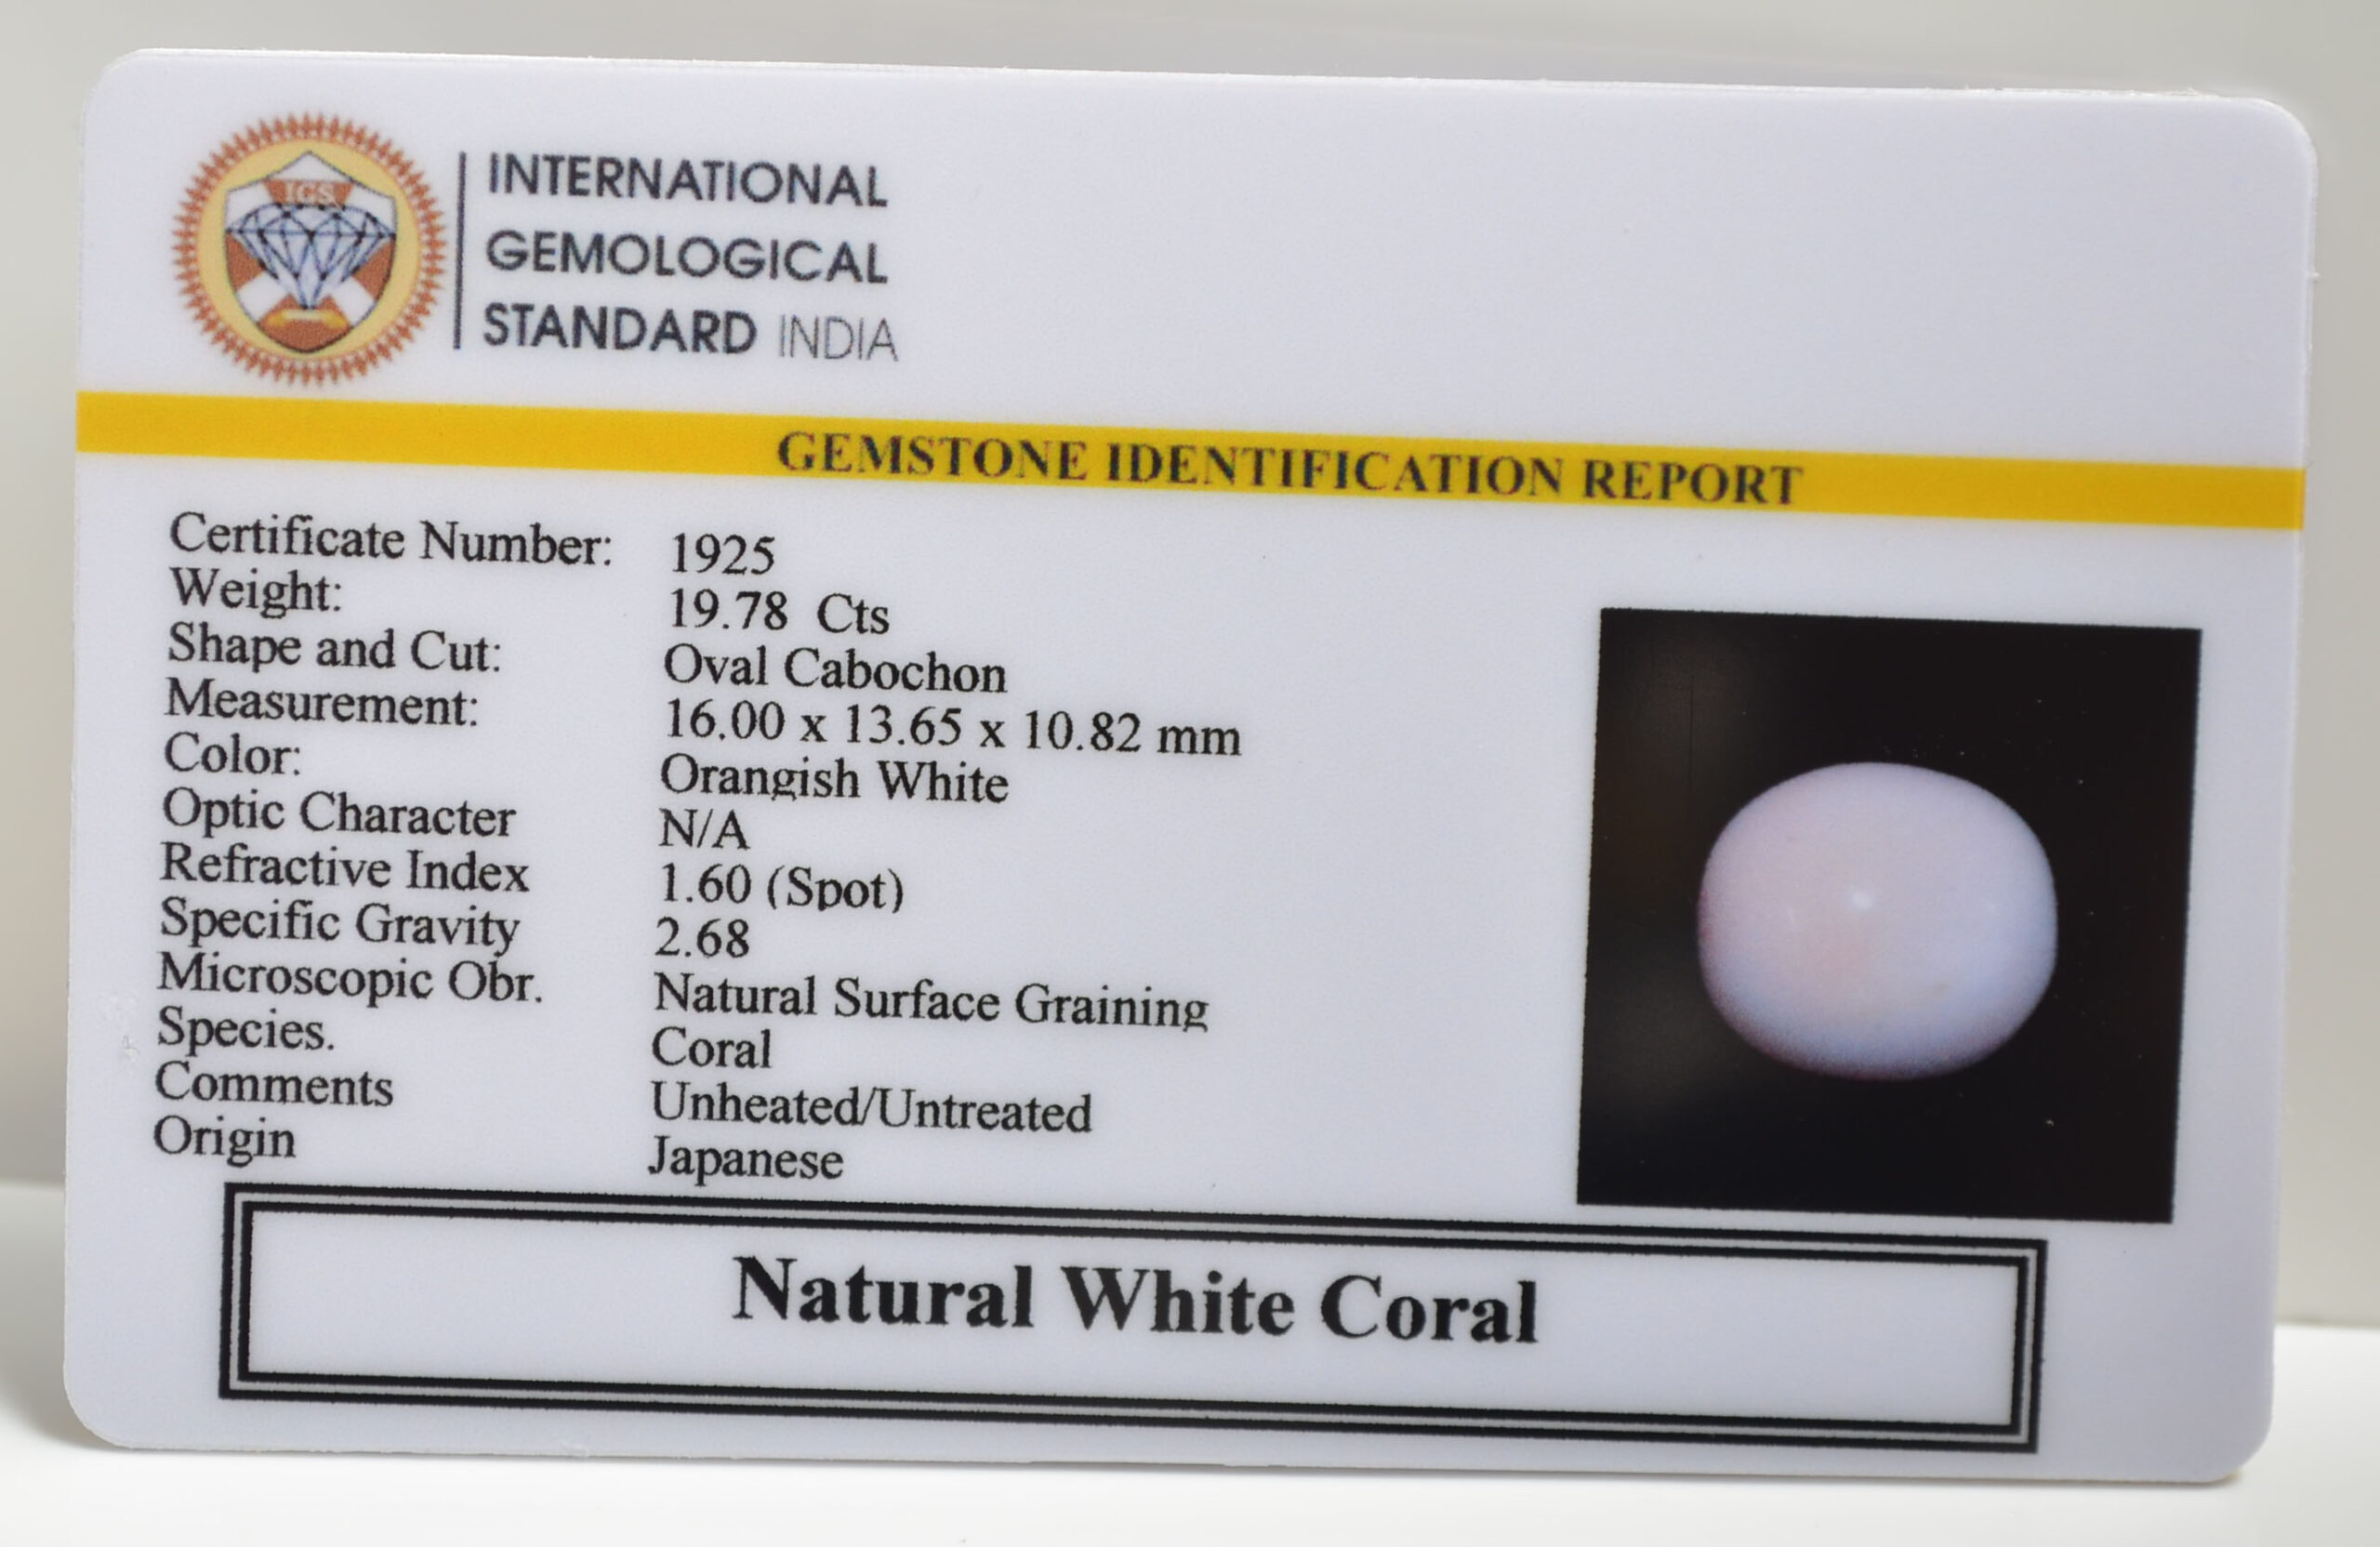 IGS
INTERNATIONAL
GEMOLOGICAL
STANDARD INDIA
GEMSTONE IDENTIFICATION REPORT
Certificate Number: 1925
Weight: 19.78 Cts
Shape and Cut: Oval Cabochon
Measurement: 16.00 x 13.65 x 10.82 mm
Color: Orangish White
Optic Character N/A
Refractive Index 1.60 (Spot)
Specific Gravity 2.68
Microscopic Obr. Natural Surface Graining
Species. Coral
Comments Unheated/Untreated
Origin Japanese
Natural White Coral